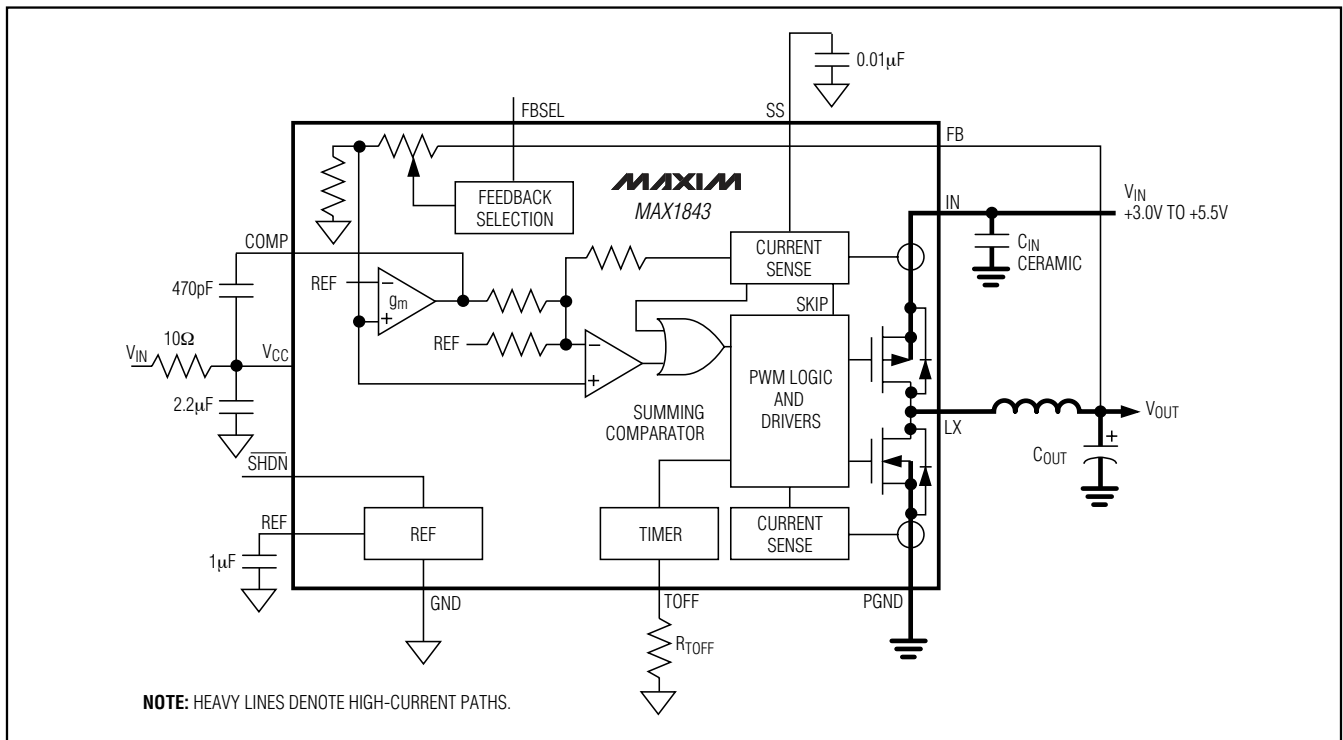 0.01µF
FBSEL
SS
FB
MAXIM
MAX1843
FEEDBACK
SELECTION
IN
VIN
+3.0V TO +5.5V
CIN
CERAMIC
COMP
CURRENT
SENSE
470pF
REF
gm
−
+
SKIP
10Ω
VIN
VCC
REF
−
+
PWM LOGIC
AND
DRIVERS
2.2µF
SUMMING
COMPARATOR
LX
VOUT
COUT
+
SHDN
REF
REF
TIMER
CURRENT
SENSE
1µF
GND
TOFF
PGND
RTOFF
NOTE: HEAVY LINES DENOTE HIGH-CURRENT PATHS.